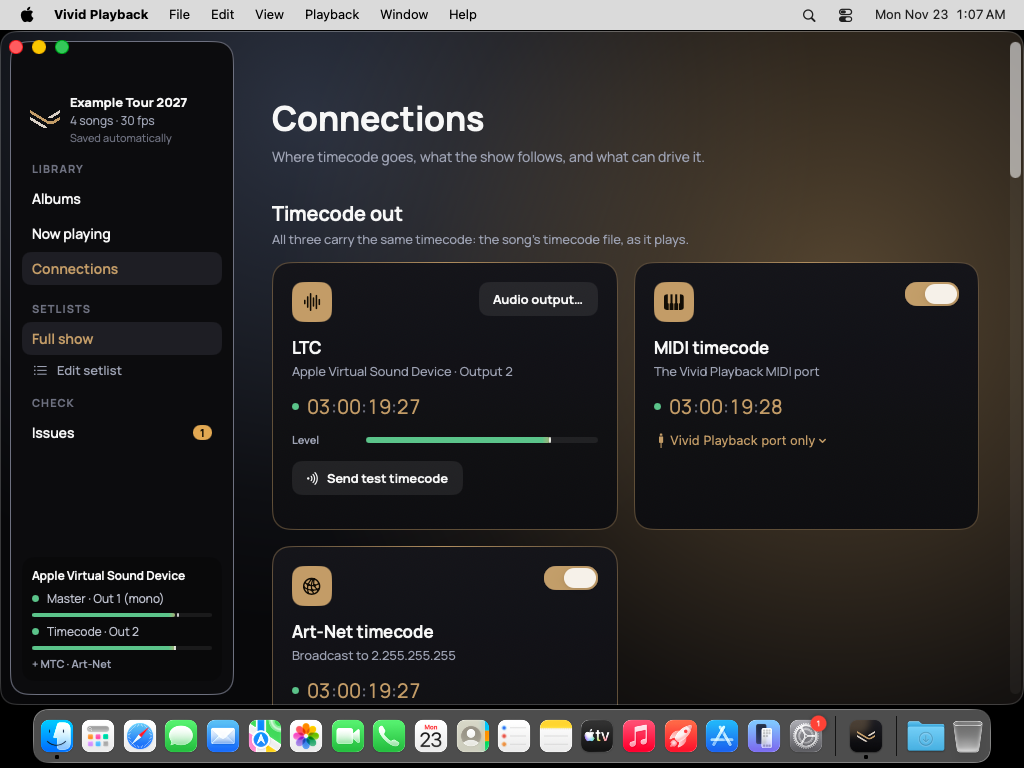 Vivid Playback File Edit View Playback Window Help Mon Nov 23 1:07 AM
Example Tour 2027
4 songs · 30 fps
Saved automatically
LIBRARY
Albums
Now playing
Connections
SETLISTS
Full show
Edit setlist
CHECK
Issues 1
Apple Virtual Sound Device
Master · Out 1 (mono)
Timecode · Out 2
+ MTC · Art-Net
Connections
Where timecode goes, what the show follows, and what can drive it.
Timecode out
All three carry the same timecode: the song's timecode file, as it plays.
Audio output...
LTC
Apple Virtual Sound Device · Output 2
03:00:19:27
Level
Send test timecode
MIDI timecode
The Vivid Playback MIDI port
03:00:19:28
Vivid Playback port only
Art-Net timecode
Broadcast to 2.255.255.255
03:00:19:27
Mon
23
tv
1